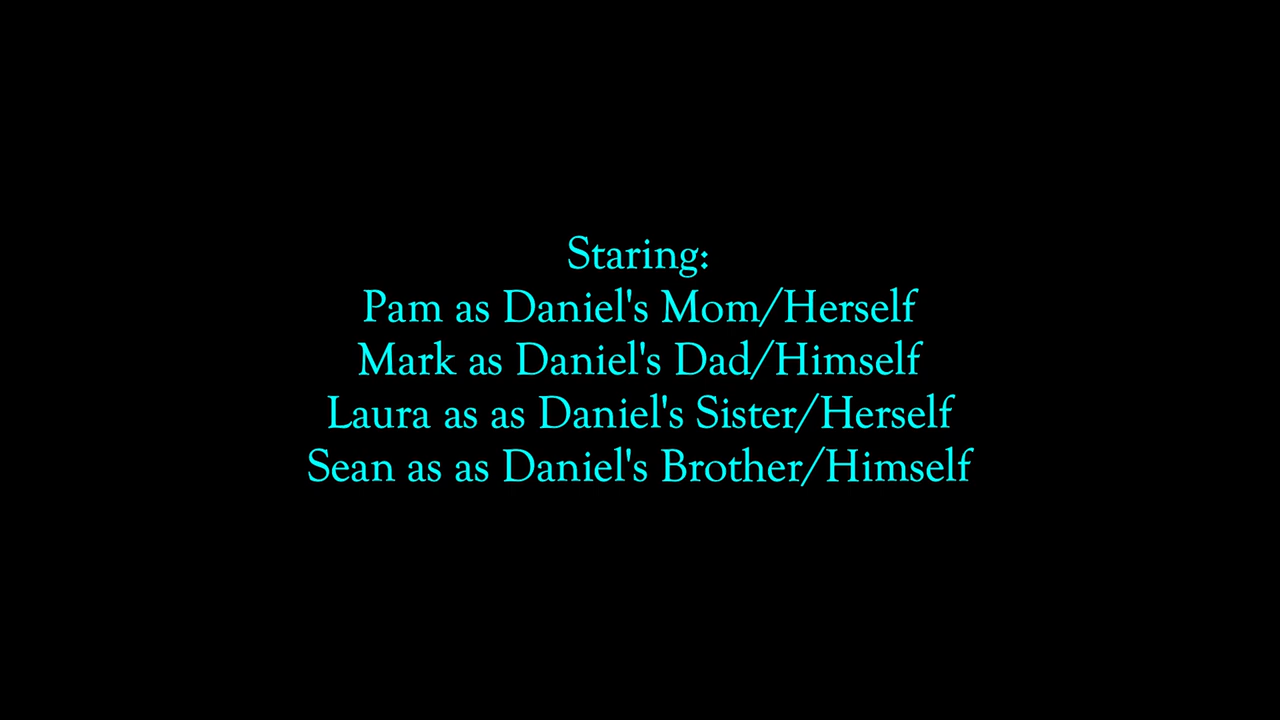 Staring:
Pam as Daniel's Mom/Herself
Mark as Daniel's Dad/Himself
Laura as as Daniel's Sister/Herself
Sean as as Daniel's Brother/Himself